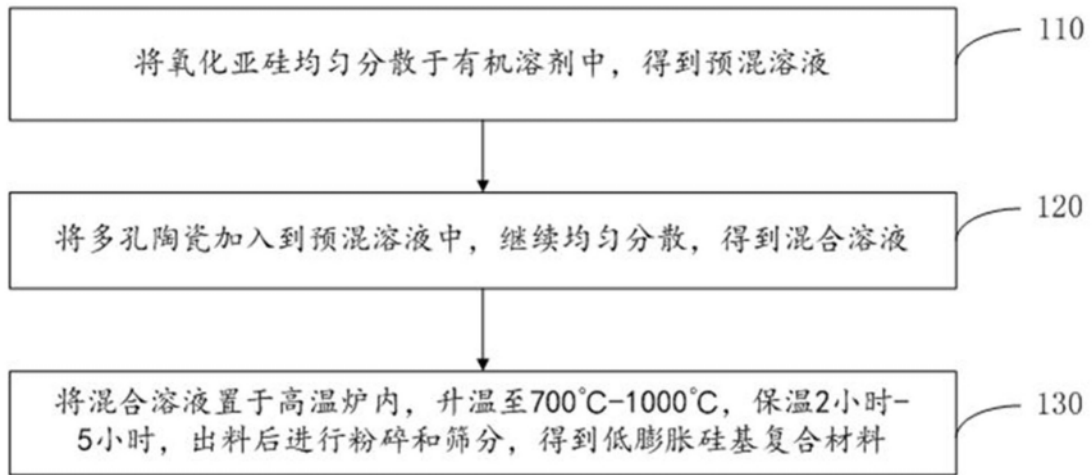 将氧化亚硅均匀分散于有机溶剂中，得到预混溶液
110
将多孔陶瓷加入到预混溶液中，继续均匀分散，得到混合溶液
120
将混合溶液置于高温炉内，升温至700℃-1000℃，保温2小时-
5小时，出料后进行粉碎和筛分，得到低膨胀硅基复合材料
130